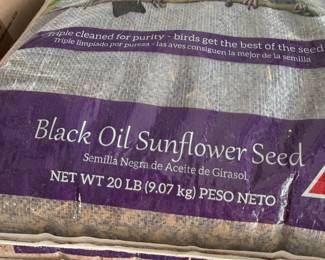 Triple cleaned for purity - birds get the best of the seed
Triple limpiado por pureza - las aves consiguen la mejor de la semilla
Black Oil Sunflower Seed
Semilla Negra de Aceite de Girasol
NET WT 20 LB (9.07 kg) PESO NETO